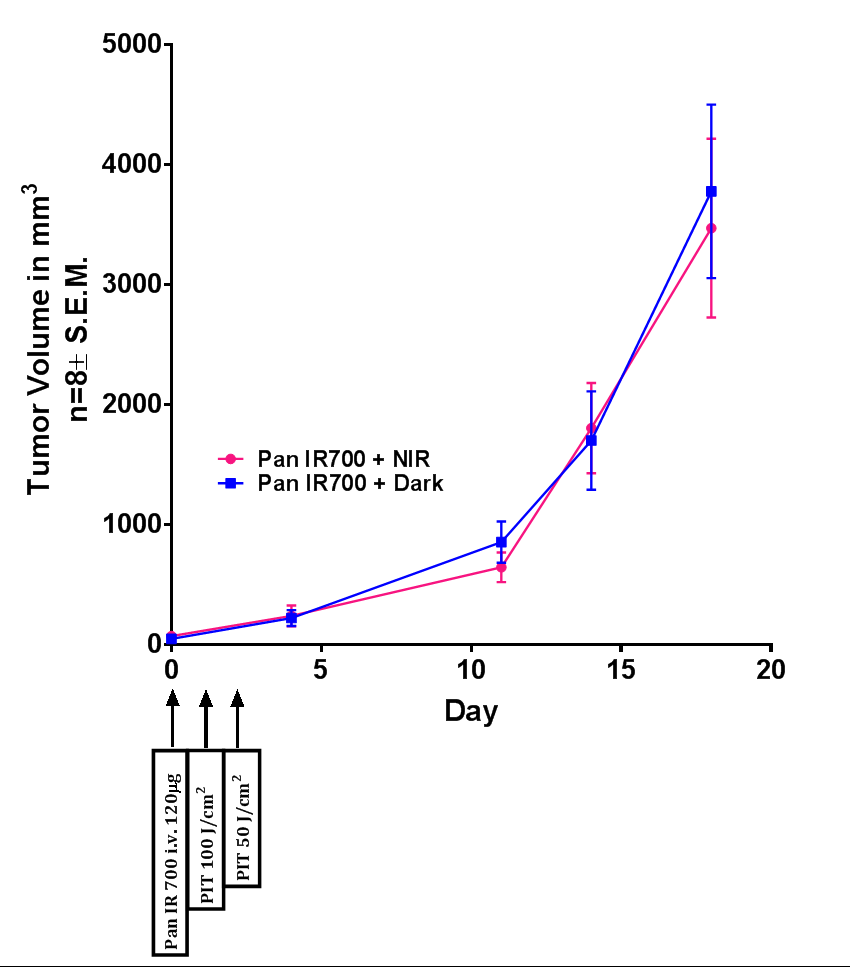 5000
4000
3000
2000
1000
0
Tumor Volume in mm³
n=8± S.E.M.
Pan IR700 + NIR
Pan IR700 + Dark
0 5 10 15 20
Day
Pan IR 700 i.v. 120µg
PIT 100 J/cm²
PIT 50 J/cm²